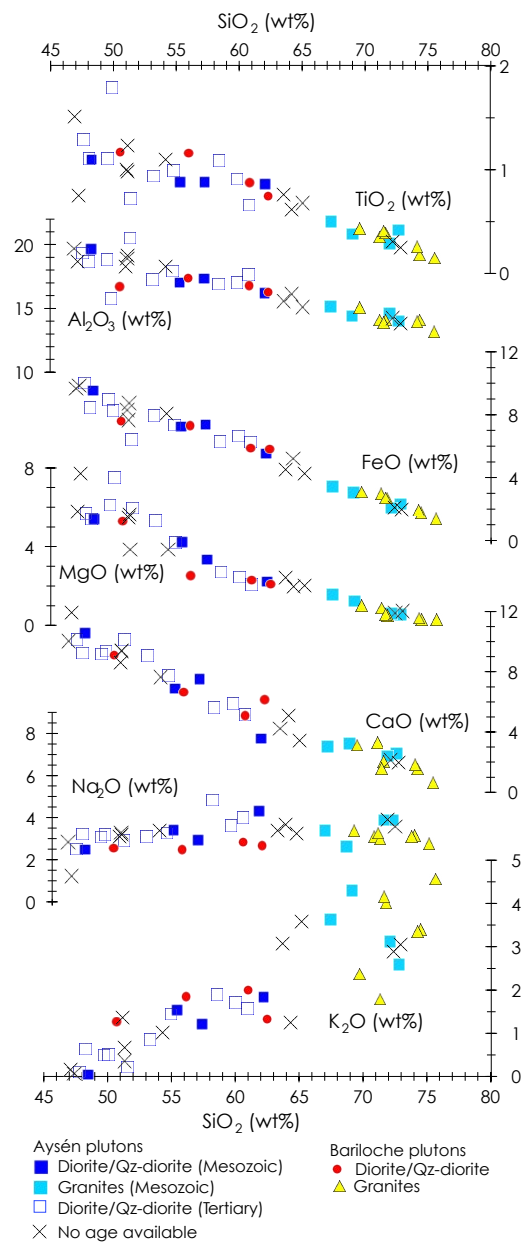 SiO2 (wt%)
45 50 55 60 65 70 75 80
2
1
TiO2 (wt%)
0
20
15
Al2O3 (wt%)
10
12
8
FeO (wt%)
4
0
8
4
MgO (wt%)
0
12
8
CaO (wt%)
4
0
8
Na2O (wt%)
6
4
2
0
5
4
3
2
K2O (wt%)
1
0
45 50 55 60 65 70 75 80
SiO2 (wt%)
Aysén plutons
Diorite/Qz-diorite (Mesozoic)
Granites (Mesozoic)
Diorite/Qz-diorite (Tertiary)
No age available
Bariloche plutons
Diorite/Qz-diorite
Granites